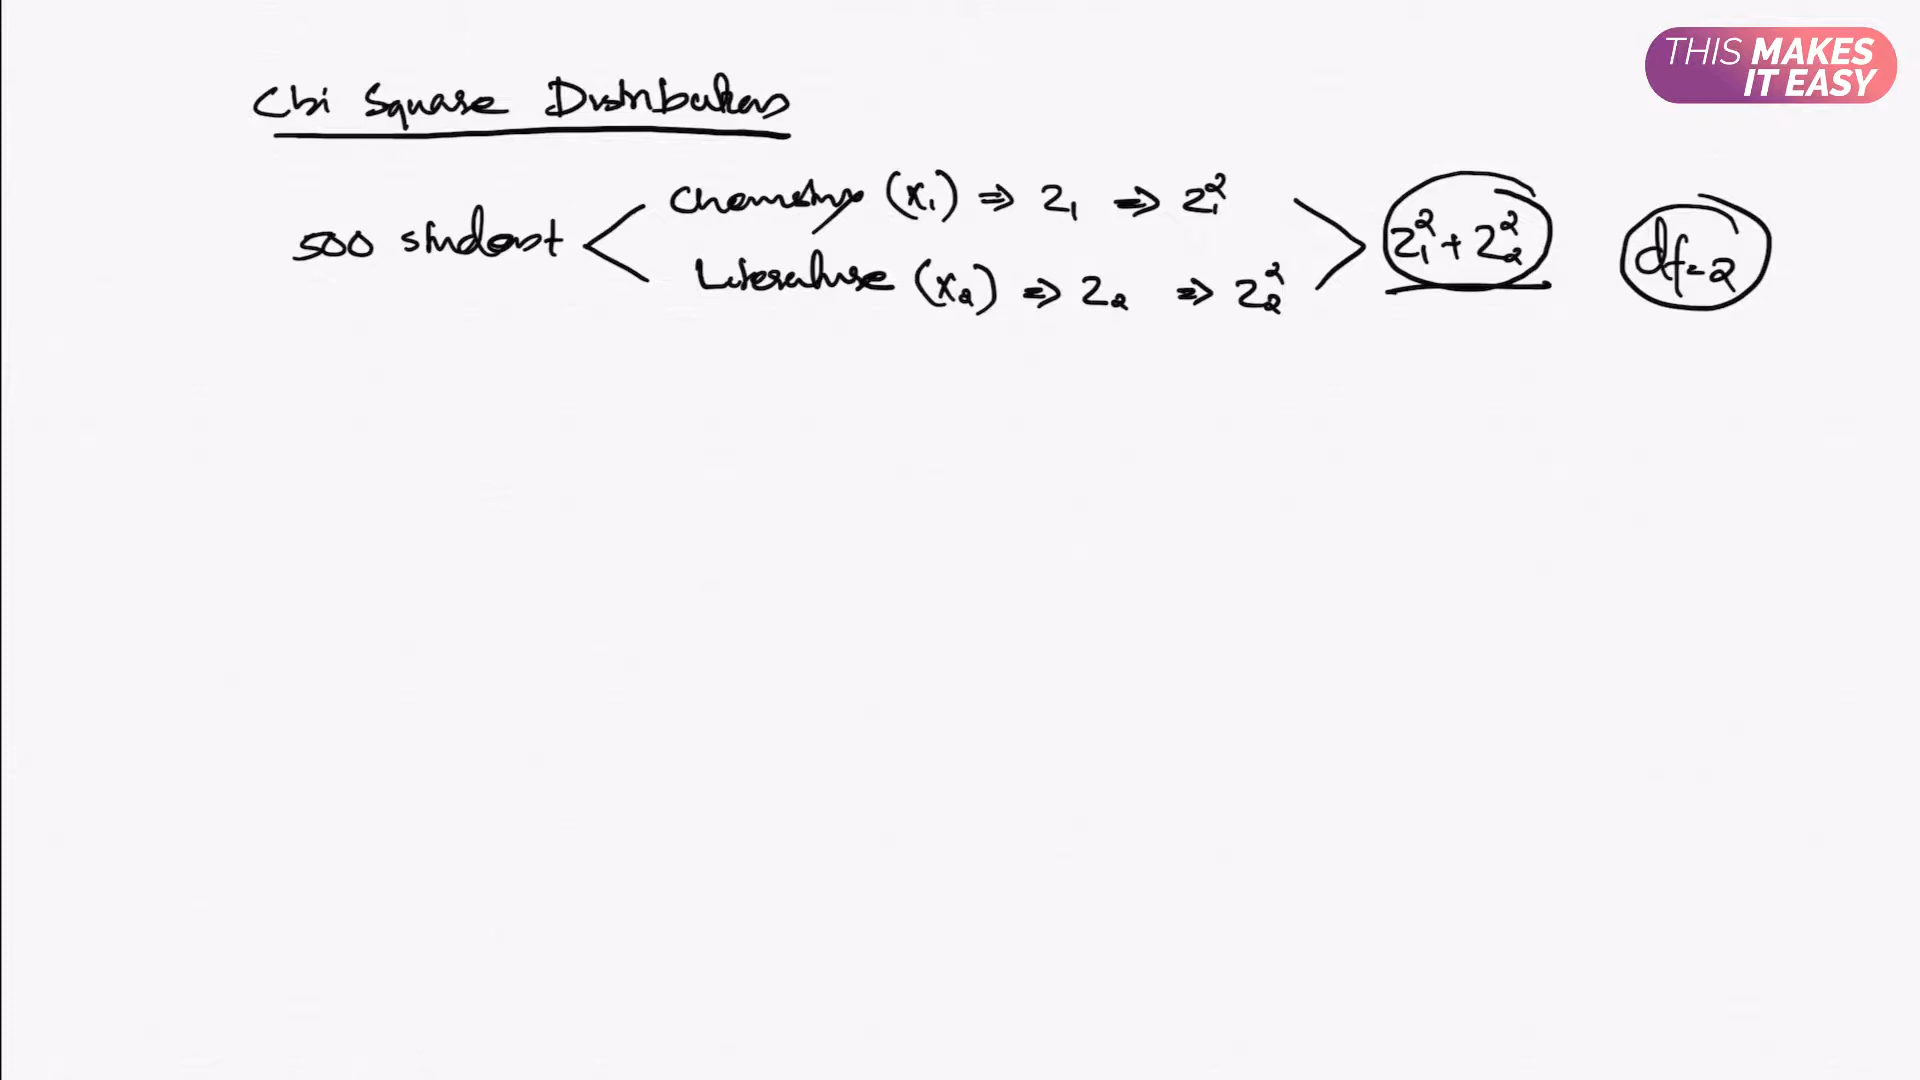 THIS MAKES
IT EASY
Chi Square Distribution
500 student
Chemistry (x₁) ⇒ Z₁ ⇒ Z₁²
Literature (x₂) ⇒ Z₂ ⇒ Z₂²
Z₁² + Z₂²
df=2